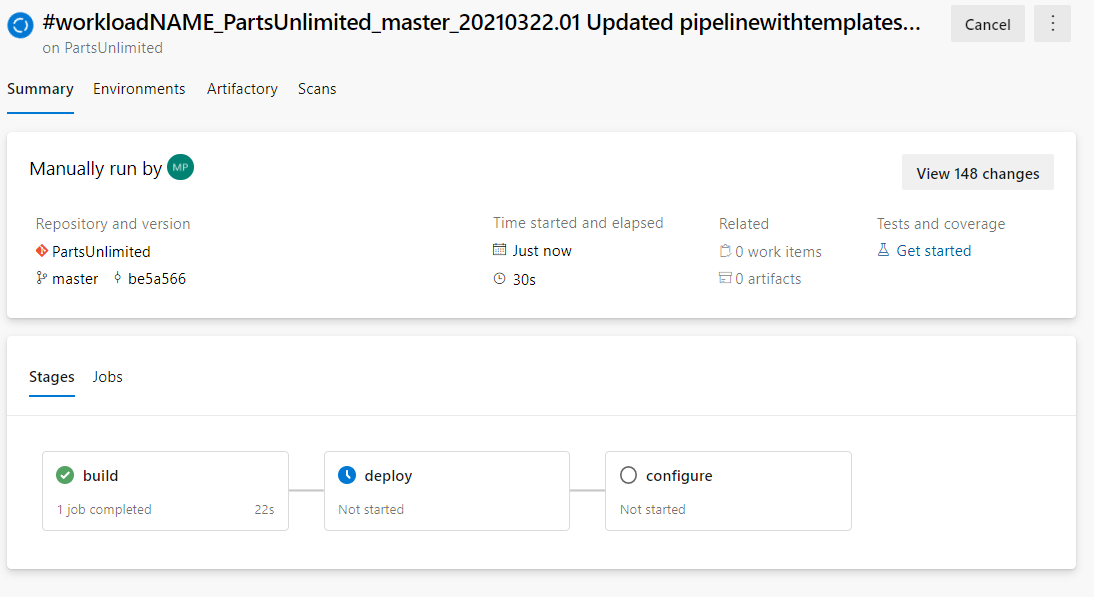 #workloadNAME_PartsUnlimited_master_20210322.01 Updated pipelinewithtemplates...
Cancel
on PartsUnlimited
Summary Environments Artifactory Scans
Manually run by MP
View 148 changes
Repository and version
Time started and elapsed
Related
Tests and coverage
PartsUnlimited
Just now
0 work items
Get started
master be5a566
30s
0 artifacts
Stages Jobs
build
deploy
configure
1 job completed 22s
Not started
Not started